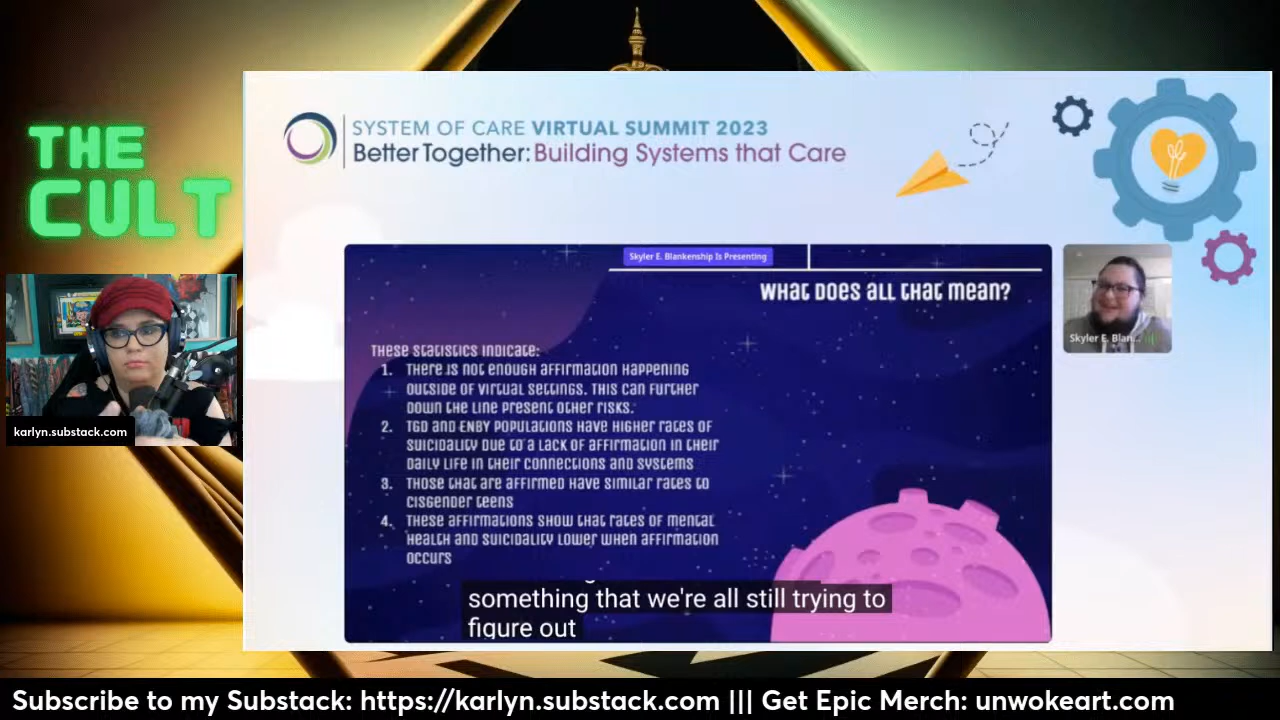 THE
CULT
karlyn.substack.com
SYSTEM OF CARE VIRTUAL SUMMIT 2023
Better Together: Building Systems that Care
Skyler E. Blankenship Is Presenting
WHAT DOES ALL THAT MEAN?
THESE STATISTICS INDICATE:
1. THERE IS NOT ENOUGH AFFIRMATION HAPPENING
OUTSIDE OF VIRTUAL SETTINGS. THIS CAN FURTHER
DOWN THE LINE PRESENT OTHER RISKS.
2. TGD AND ENBY POPULATIONS HAVE HIGHER RATES OF
SUICIDALITY DUE TO A LACK OF AFFIRMATION IN THEIR
DAILY LIFE IN THEIR CONNECTIONS AND SYSTEMS
3. THOSE THAT ARE AFFIRMED HAVE SIMILAR RATES TO
CISGENDER TEENS
4. THESE AFFIRMATIONS SHOW THAT RATES OF MENTAL
HEALTH AND SUICIDALITY LOWER WHEN AFFIRMATION
OCCURS
Skyler E. Blan...
something that we're all still trying to
figure out
Subscribe to my Substack: https://karlyn.substack.com ||| Get Epic Merch: unwokeart.com